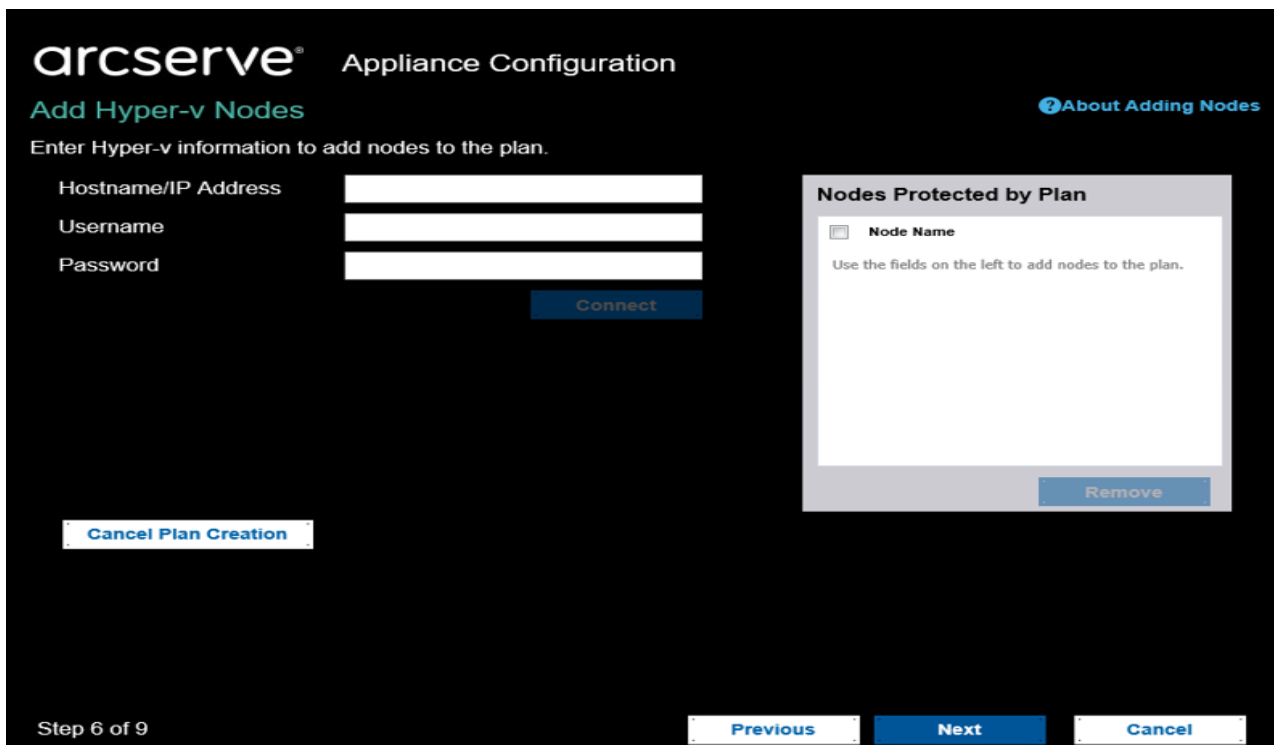 arcserve® Appliance Configuration
Add Hyper-v Nodes
?About Adding Nodes
Enter Hyper-v information to add nodes to the plan.
Hostname/IP Address
Username
Password
Connect
Nodes Protected by Plan
Node Name
Use the fields on the left to add nodes to the plan.
Remove
Cancel Plan Creation
Step 6 of 9
Previous
Next
Cancel